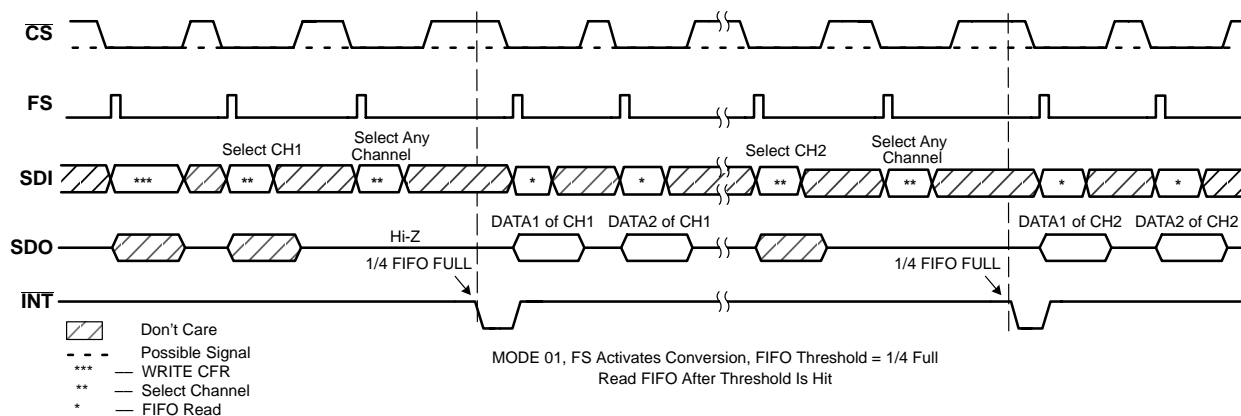 CS
FS
Select CH1
Select Any
Channel
Select CH2
Select Any
Channel
SDI
***
**
**
*
*
**
**
*
*
DATA1 of CH1
DATA2 of CH1
DATA1 of CH2
DATA2 of CH2
SDO
Hi-Z
1/4 FIFO FULL
1/4 FIFO FULL
INT
Don't Care
Possible Signal
*** — WRITE CFR
** — Select Channel
* — FIFO Read
MODE 01, FS Activates Conversion, FIFO Threshold = 1/4 Full
Read FIFO After Threshold Is Hit